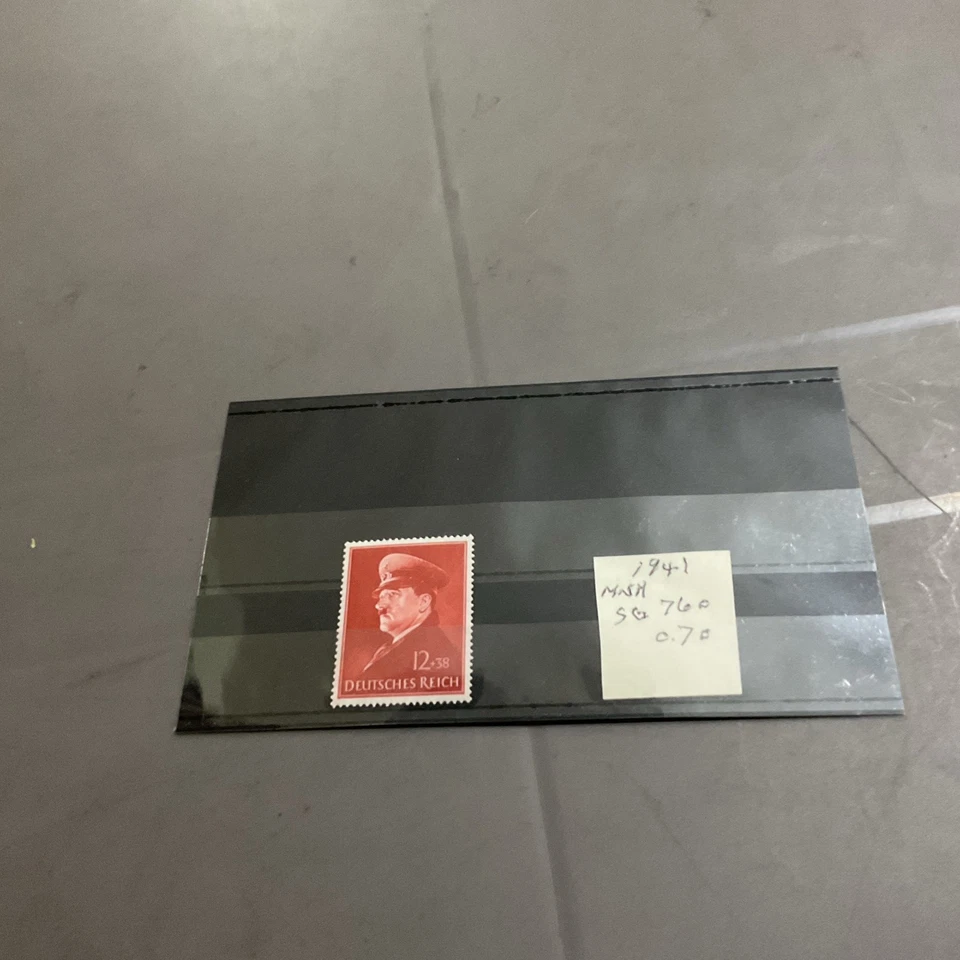 12+38
DEUTSCHES REICH
1941
MNH
SG 760
0.70